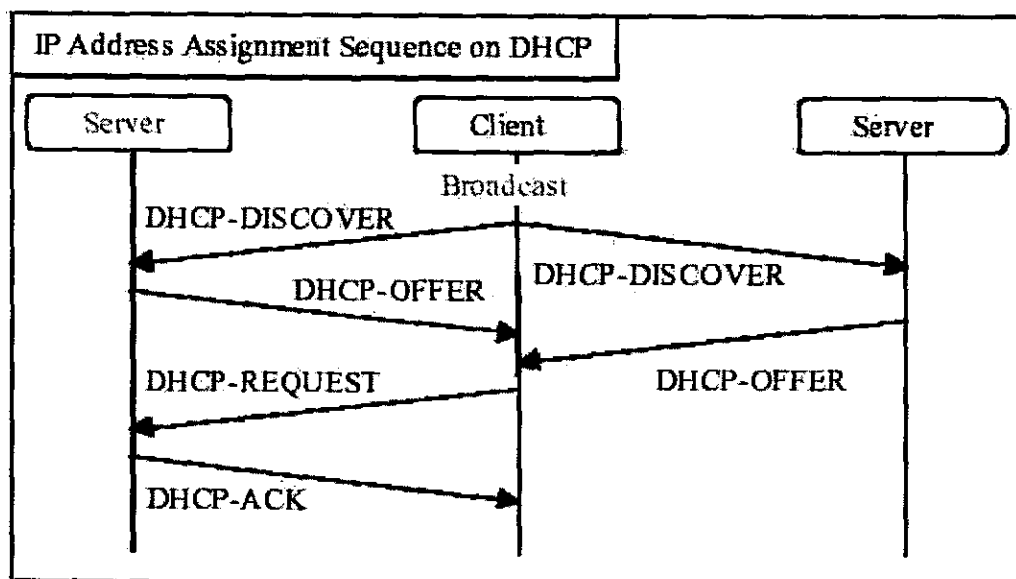 IP Address Assignment Sequence on DHCP
Server
Client
Server
Broadcast
DHCP-DISCOVER
DHCP-DISCOVER
DHCP-OFFER
DHCP-OFFER
DHCP-REQUEST
DHCP-ACK